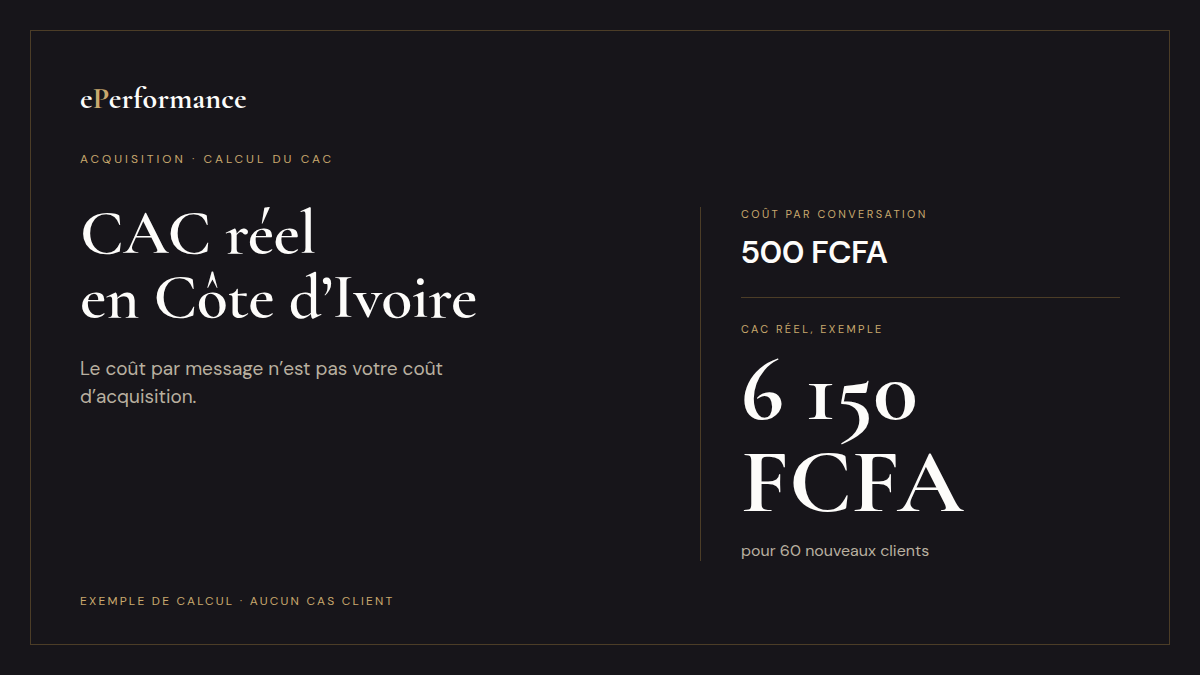 ePerformance
ACQUISITION · CALCUL DU CAC
CAC réel
en Côte d’Ivoire
Le coût par message n’est pas votre coût
d’acquisition.
COÛT PAR CONVERSATION
500 FCFA
CAC RÉEL, EXEMPLE
6 150
FCFA
pour 60 nouveaux clients
EXEMPLE DE CALCUL · AUCUN CAS CLIENT